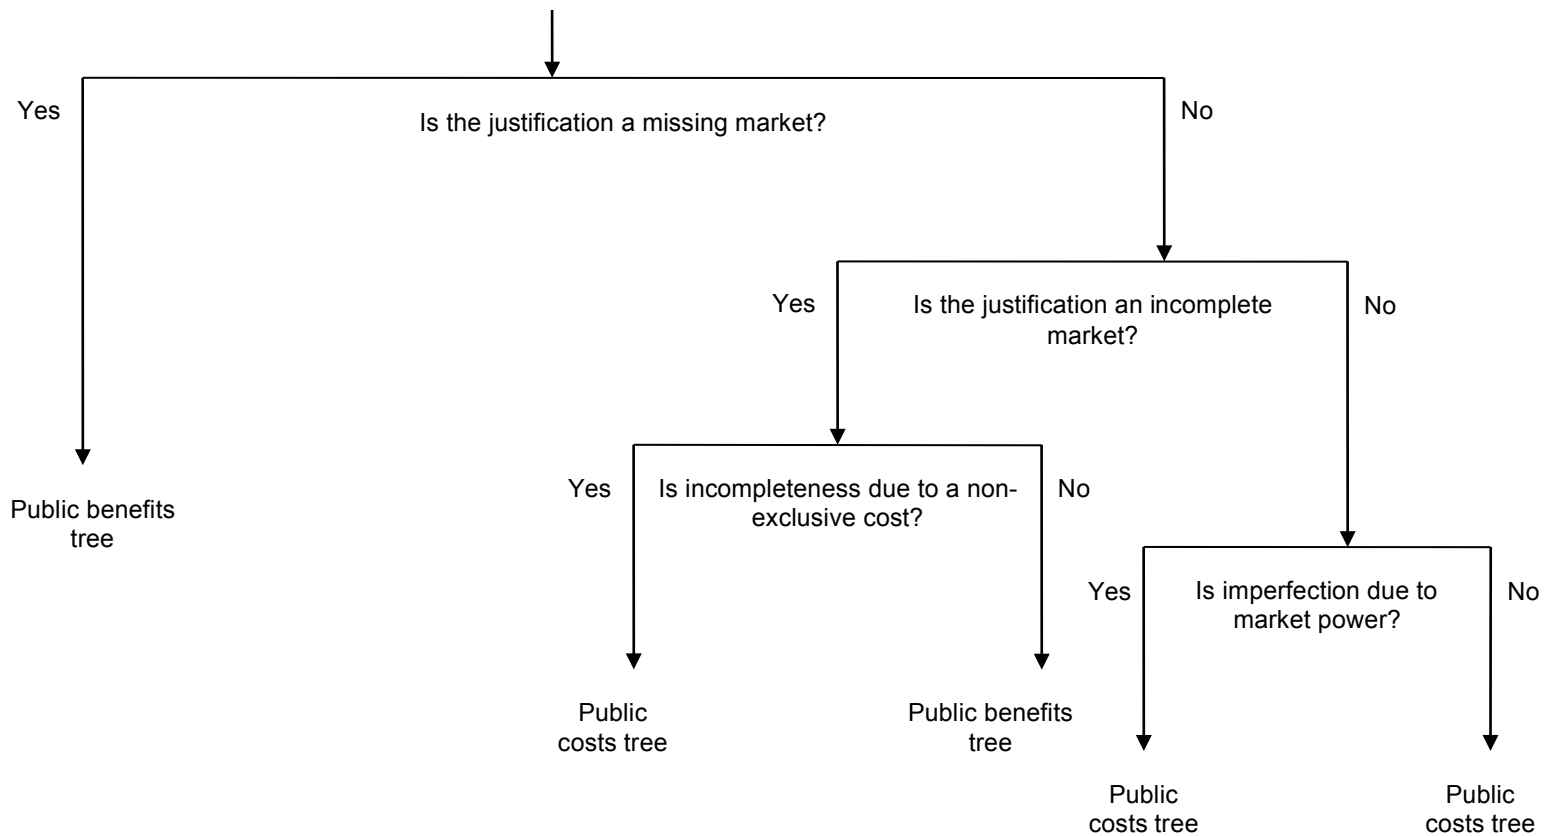 Yes
Is the justification a missing market?
No
Yes
Is the justification an incomplete
market?
No
Yes
Is incompleteness due to a non-
exclusive cost?
No
Public benefits
tree
Yes
Is imperfection due to
market power?
No
Public
costs tree
Public benefits
tree
Public
costs tree
Public
costs tree